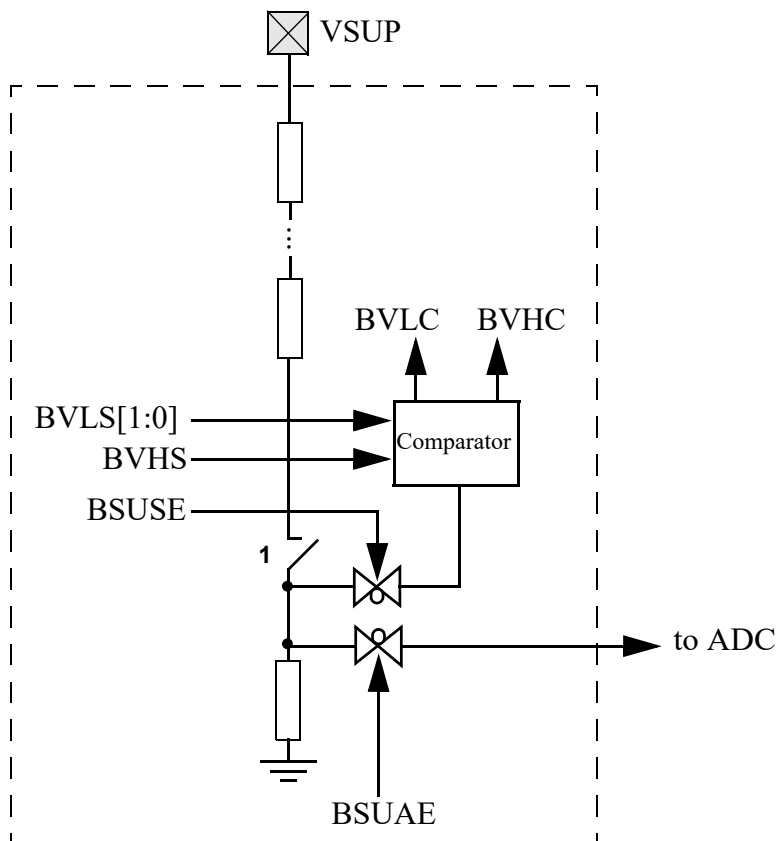 VSUP
...
BVLC BVHC
BVLS[1:0]
Comparator
BVHS
BSUSE
1
to ADC
BSUAE